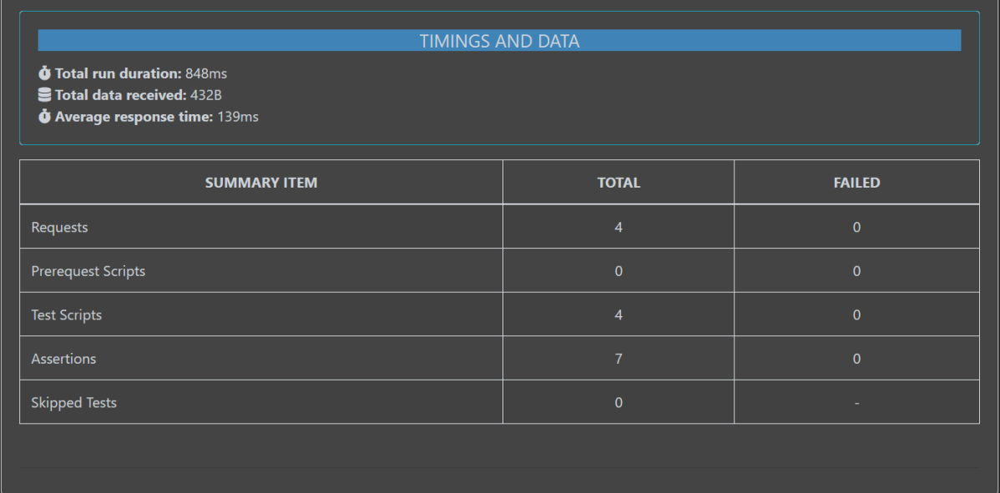 TIMINGS AND DATA
Total run duration: 848ms
Total data received: 432B
Average response time: 139ms
SUMMARY ITEM TOTAL FAILED
Requests 4 0
Prerequest Scripts 0 0
Test Scripts 4 0
Assertions 7 0
Skipped Tests 0 -